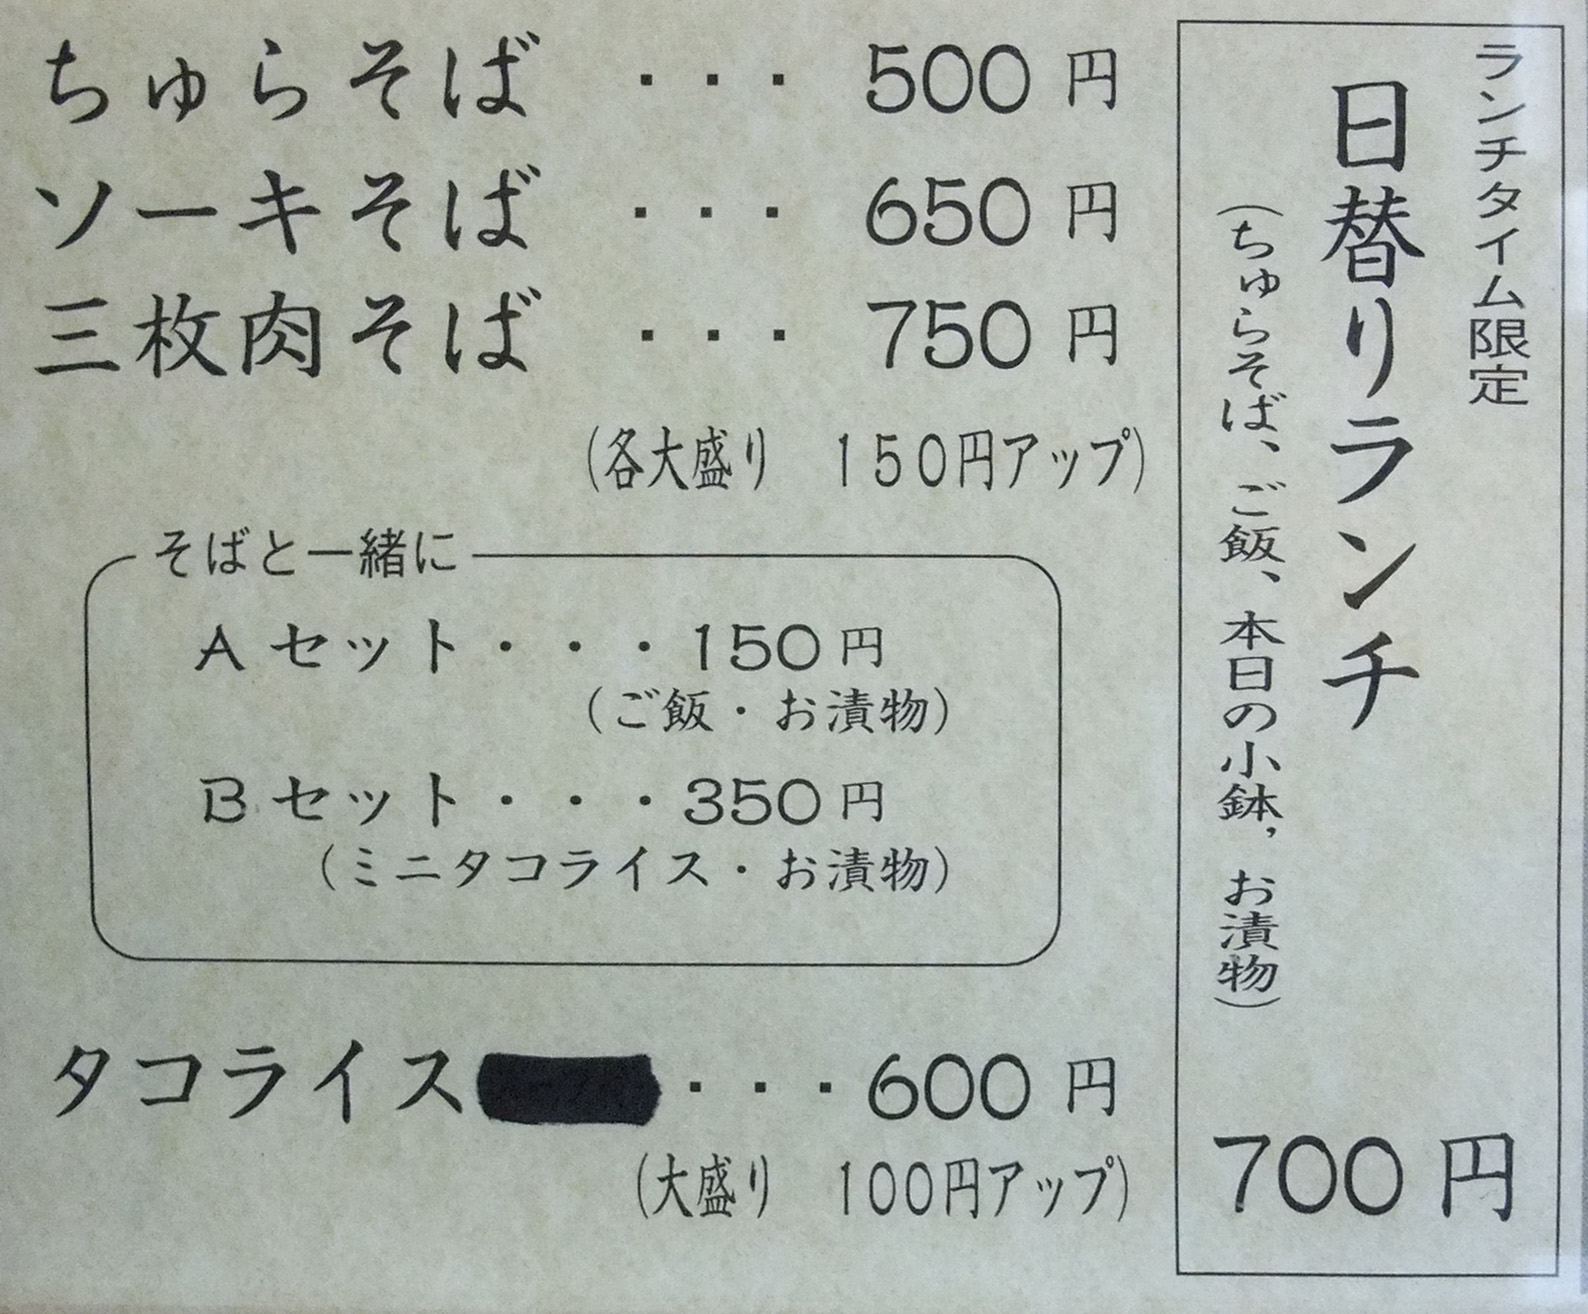 ちゅらそば ・・・ 500円
ソーキそば ・・・ 650円
三枚肉そば ・・・ 750円
(各大盛り 150円アップ)
そばと一緒に
Aセット・・・150円
(ご飯・お漬物)
Bセット・・・350円
(ミニタコライス・お漬物)
タコライス・・・600円
(大盛り 100円アップ)
ランチタイム限定
日替りランチ
(ちゅらそば、ご飯、本日の小鉢, お漬物)
700円